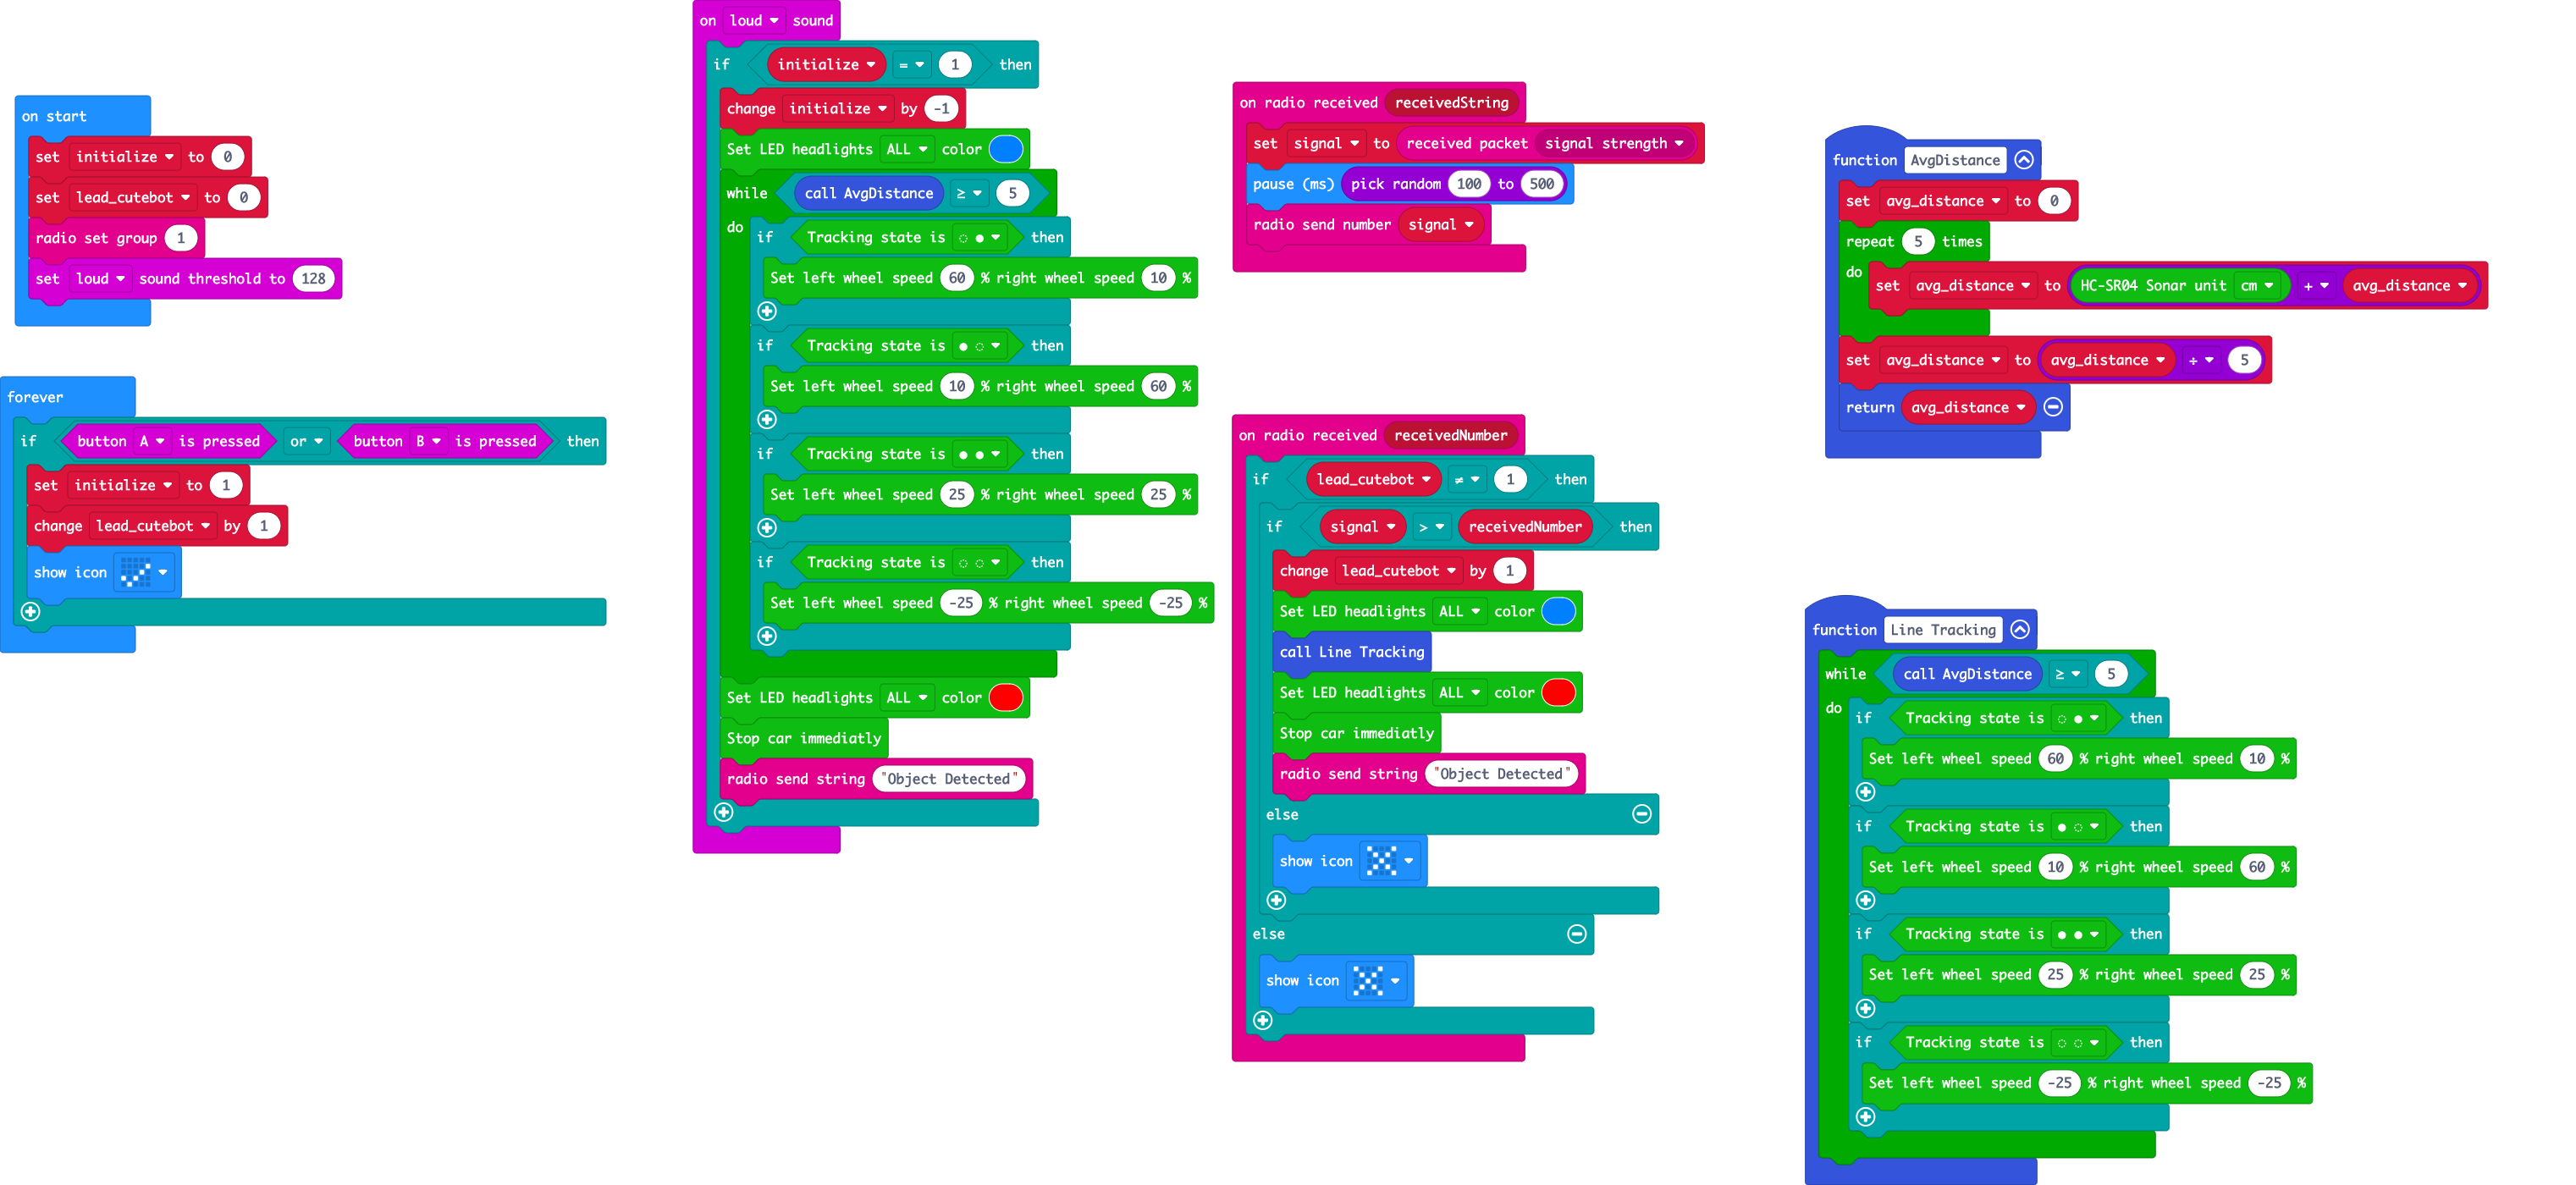 on start
set initialize to 0
set lead_cutebot to 0
radio set group 1
set loud sound threshold to 128
forever
if button A is pressed or button B is pressed then
set initialize to 1
change lead_cutebot by 1
show icon
on loud sound
if initialize = 1 then
change initialize by -1
Set LED headlights ALL color
while call AvgDistance ≥ 5
do if Tracking state is ◌ ● then
Set left wheel speed 60 % right wheel speed 10 %
if Tracking state is ● ◌ then
Set left wheel speed 10 % right wheel speed 60 %
if Tracking state is ● ● then
Set left wheel speed 25 % right wheel speed 25 %
if Tracking state is ◌ ◌ then
Set left wheel speed -25 % right wheel speed -25 %
Set LED headlights ALL color
Stop car immediatly
radio send string "Object Detected"
on radio received receivedString
set signal to received packet signal strength
pause (ms) pick random 100 to 500
radio send number signal
on radio received receivedNumber
if lead_cutebot ≠ 1 then
if signal > receivedNumber then
change lead_cutebot by 1
Set LED headlights ALL color
call Line Tracking
Set LED headlights ALL color
Stop car immediatly
radio send string "Object Detected"
else
show icon
else
show icon
function AvgDistance
set avg_distance to 0
repeat 5 times
do set avg_distance to HC-SR04 Sonar unit cm + avg_distance
set avg_distance to avg_distance ÷ 5
return avg_distance
function Line Tracking
while call AvgDistance ≥ 5
do if Tracking state is ◌ ● then
Set left wheel speed 60 % right wheel speed 10 %
if Tracking state is ● ◌ then
Set left wheel speed 10 % right wheel speed 60 %
if Tracking state is ● ● then
Set left wheel speed 25 % right wheel speed 25 %
if Tracking state is ◌ ◌ then
Set left wheel speed -25 % right wheel speed -25 %